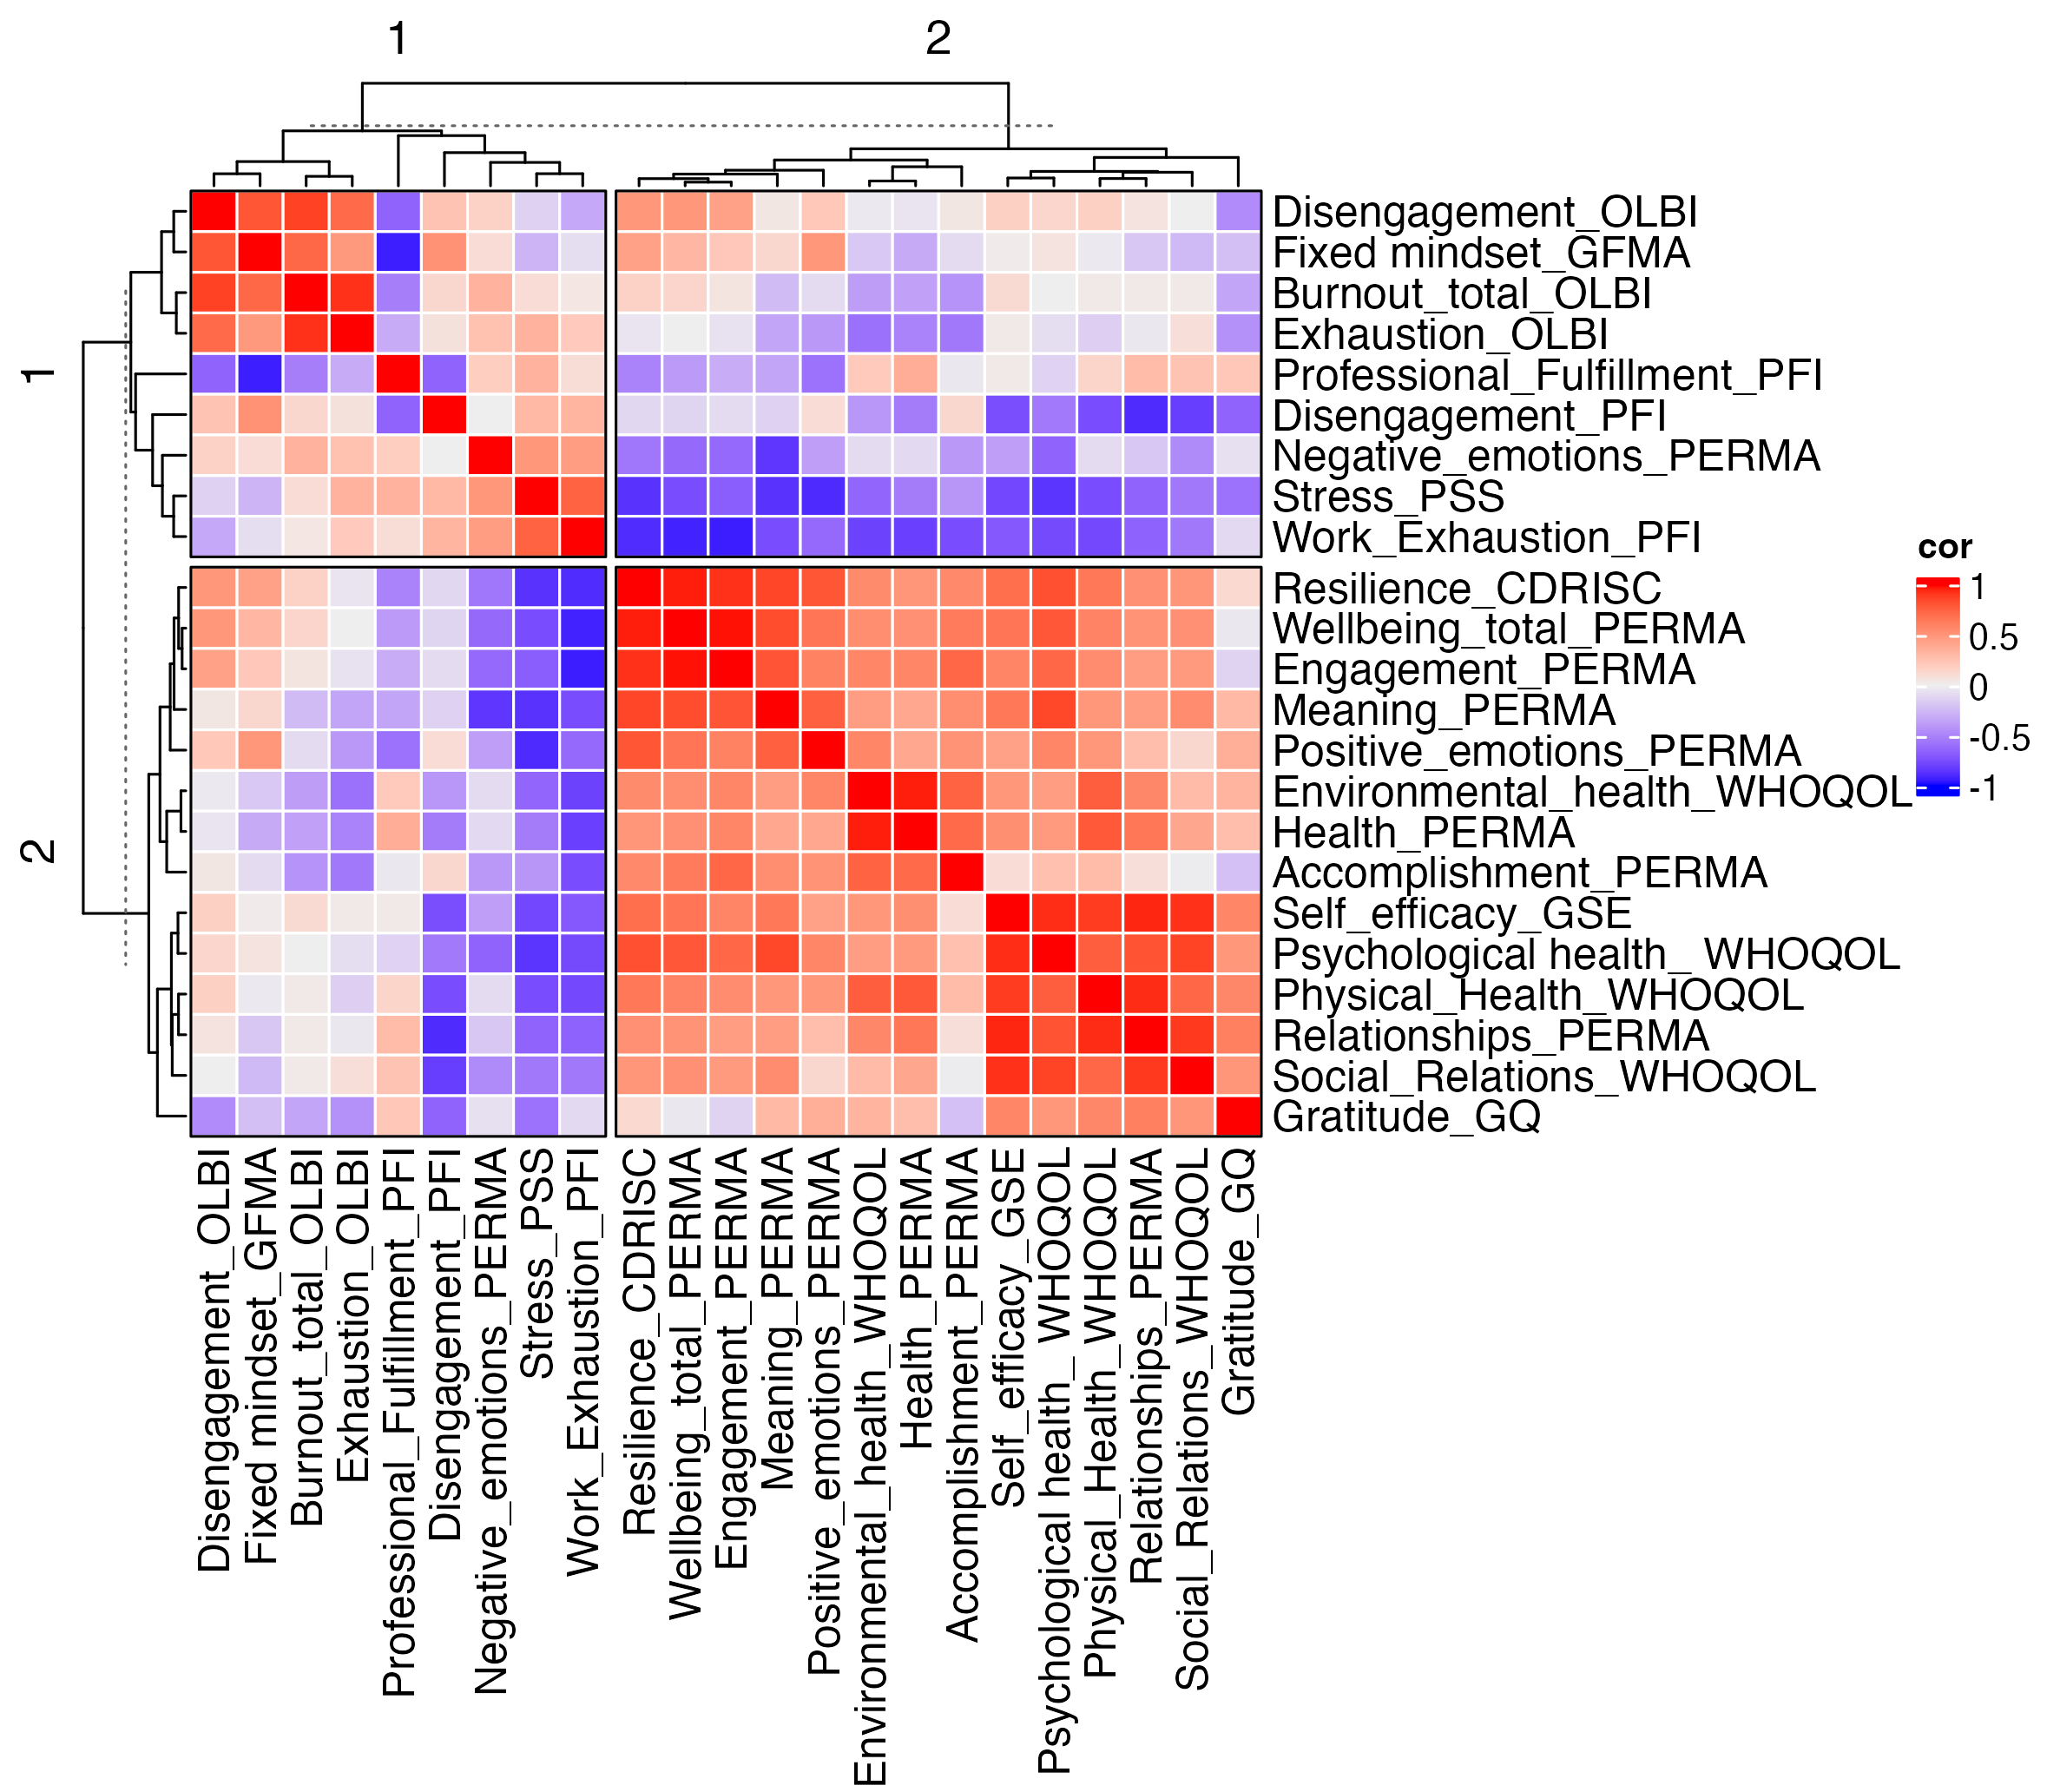 1
2
1
2
Disengagement_OLBI
Fixed mindset_GFMA
Burnout_total_OLBI
Exhaustion_OLBI
Professional_Fulfillment_PFI
Disengagement_PFI
Negative_emotions_PERMA
Stress_PSS
Work_Exhaustion_PFI
Resilience_CDRISC
Wellbeing_total_PERMA
Engagement_PERMA
Meaning_PERMA
Positive_emotions_PERMA
Environmental_health_WHOQOL
Health_PERMA
Accomplishment_PERMA
Self_efficacy_GSE
Psychological health_ WHOQOL
Physical_Health_WHOQOL
Relationships_PERMA
Social_Relations_WHOQOL
Gratitude_GQ
cor
1
0.5
0
-0.5
-1
Disengagement_OLBI
Fixed mindset_GFMA
Burnout_total_OLBI
Exhaustion_OLBI
Professional_Fulfillment_PFI
Disengagement_PFI
Negative_emotions_PERMA
Stress_PSS
Work_Exhaustion_PFI
Resilience_CDRISC
Wellbeing_total_PERMA
Engagement_PERMA
Meaning_PERMA
Positive_emotions_PERMA
Environmental_health_WHOQOL
Health_PERMA
Accomplishment_PERMA
Self_efficacy_GSE
Psychological health_ WHOQOL
Physical_Health_WHOQOL
Relationships_PERMA
Social_Relations_WHOQOL
Gratitude_GQ